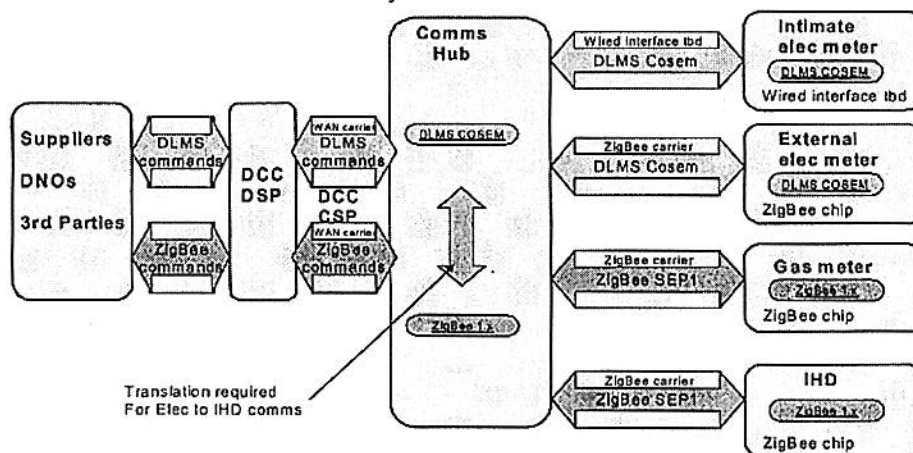 Suppliers
DNOs
3rd Parties
DLMS
commands
ZigBee
commands
DCC
DSP
WAN carrier
DLMS
commands
DCC
CSP
WAN carrier
ZigBee
commands
Comms
Hub
DLMS COSEM
ZigBee 1.x
Translation required
For Elec to IHD comms
Wired interface tbd
DLMS Cosem
ZigBee carrier
DLMS Cosem
ZigBee carrier
ZigBee SEP1
ZigBee carrier
ZigBee SEP1
Intimate
elec meter
DLMS COSEM
Wired interface tbd
External
elec meter
DLMS COSEM
ZigBee chip
Gas meter
ZigBee 1.x
ZigBee chip
IHD
ZigBee 1.x
ZigBee chip